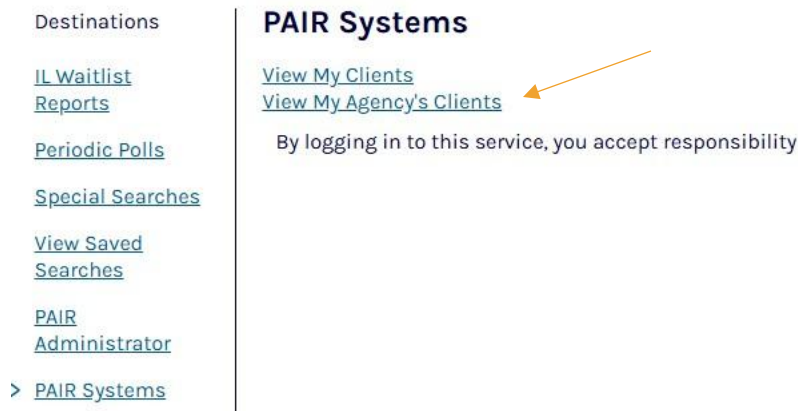 Destinations
IL Waitlist
Reports
Periodic Polls
Special Searches
View Saved
Searches
PAIR
Administrator
> PAIR Systems
PAIR Systems
View My Clients
View My Agency's Clients
By logging in to this service, you accept responsibility